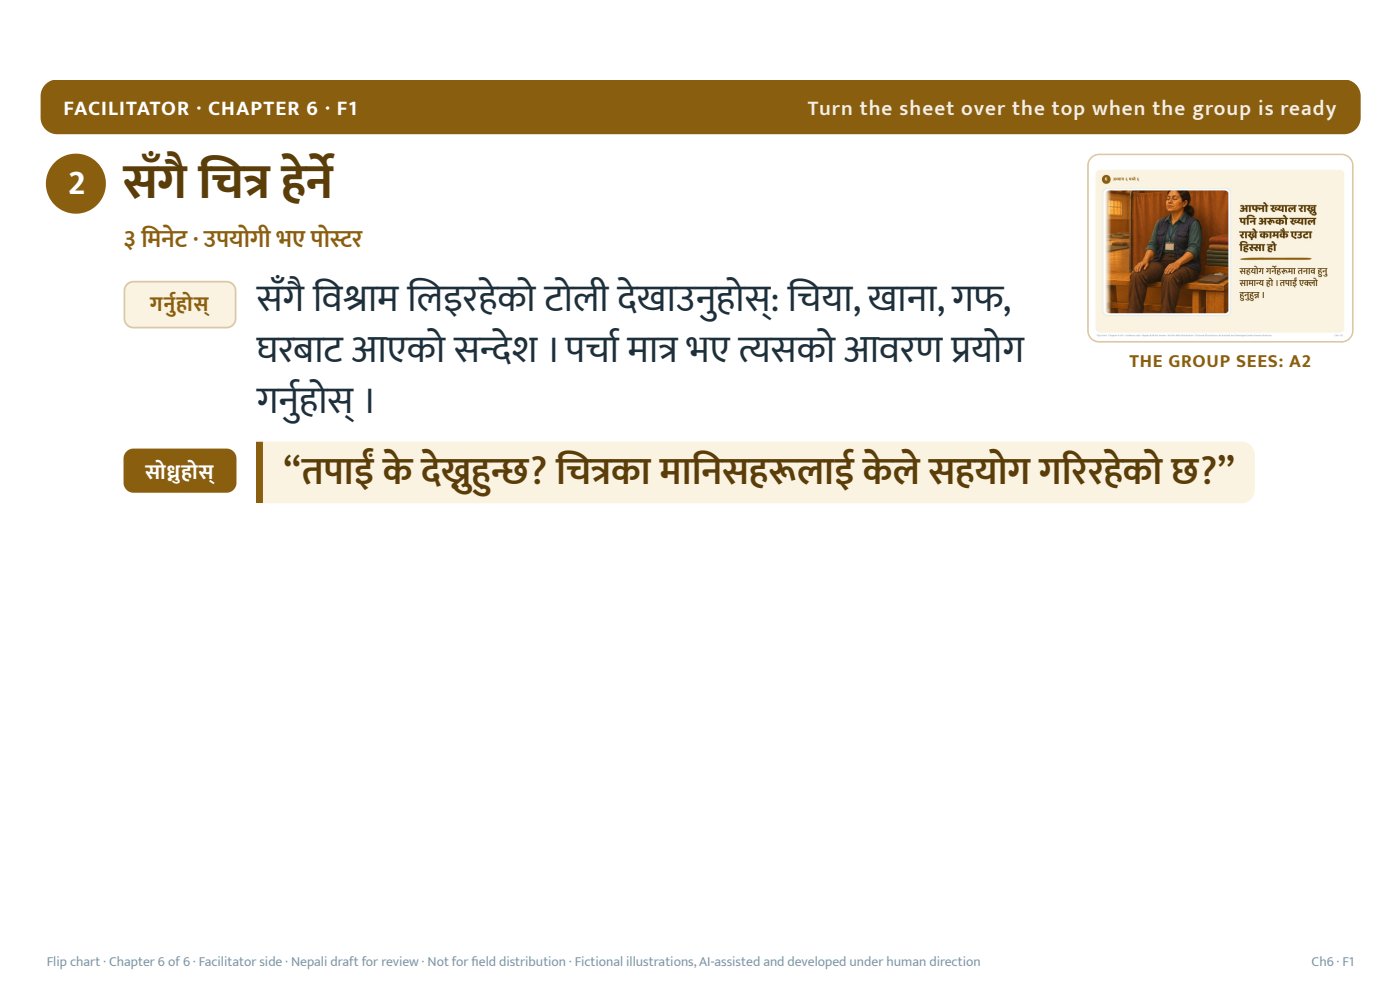 FACILITATOR · CHAPTER 6 · F1
Turn the sheet over the top when the group is ready
2
सँगै चित्र हेर्ने
३ मिनेट · उपयोगी भए पोस्टर
गर्नुहोस्
सँगै विश्राम लिइरहेको टोली देखाउनुहोस्: चिया, खाना, गफ,
घरबाट आएको सन्देश । पर्चा मात्र भए त्यसको आवरण प्रयोग
गर्नुहोस् ।
आफ्नो ख्याल राख्नु
पनि अरूको ख्याल
राख्ने कामकै एउटा
हिस्सा हो
सहयोग गर्नेहरूमा तनाव हुनु
सामान्य हो । तपाईं एक्लो
हुनुहुन्न ।
THE GROUP SEES: A2
सोध्नुहोस्
“तपाईं के देख्नुहुन्छ? चित्रका मानिसहरूलाई केले सहयोग गरिरहेको छ?”
Flip chart · Chapter 6 of 6 · Facilitator side · Nepali draft for review · Not for field distribution · Fictional illustrations, AI-assisted and developed under human direction
Ch6 · F1